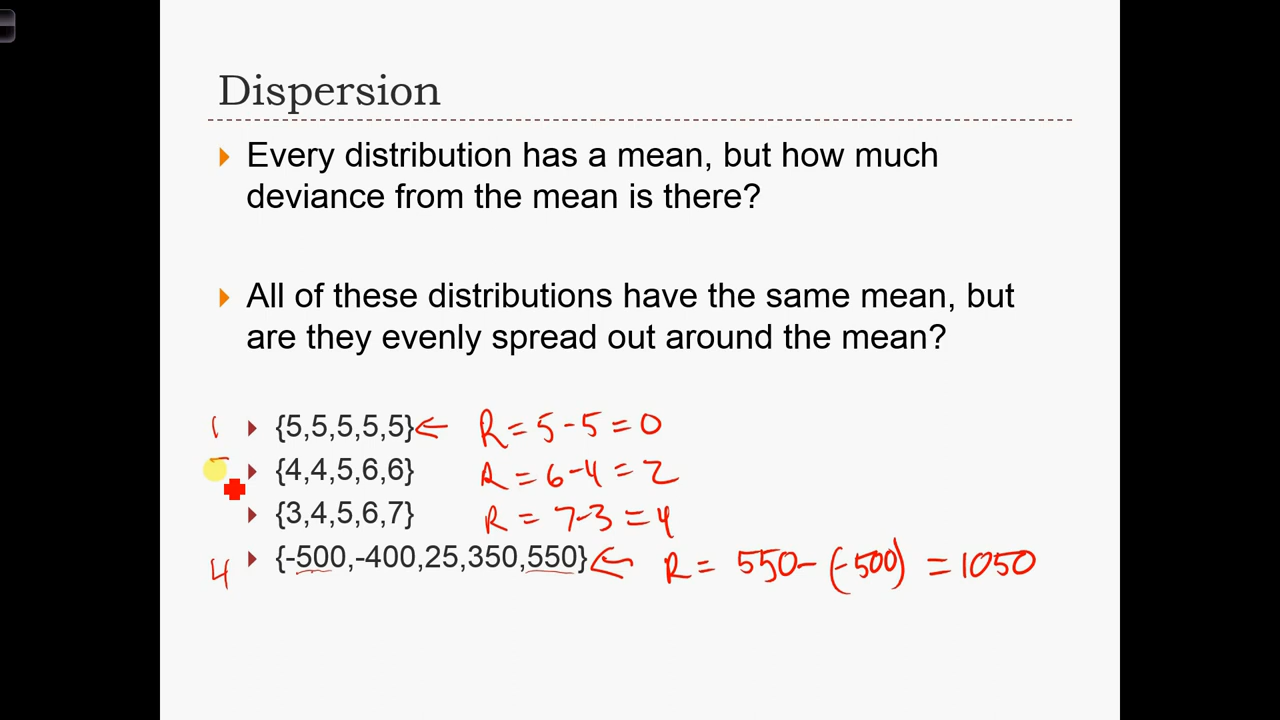 Dispersion
Every distribution has a mean, but how much
deviance from the mean is there?
All of these distributions have the same mean, but
are they evenly spread out around the mean?
1 {5,5,5,5,5} ← R = 5 - 5 = 0
{4,4,5,6,6} R = 6 - 4 = 2
{3,4,5,6,7} R = 7 - 3 = 4
4 {-500,-400,25,350,550} ← R = 550 - (-500) = 1050